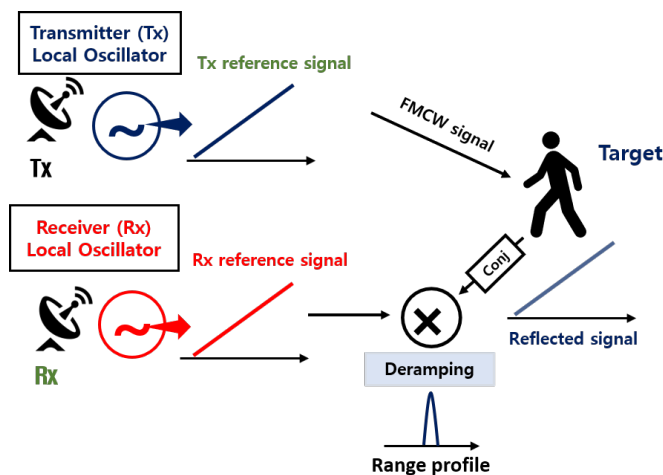 Transmitter (Tx)
Local Oscillator
Tx reference signal
Tx
FMCW signal
Target
Receiver (Rx)
Local Oscillator
Rx reference signal
Rx
Conj
Reflected signal
Deramping
Range profile